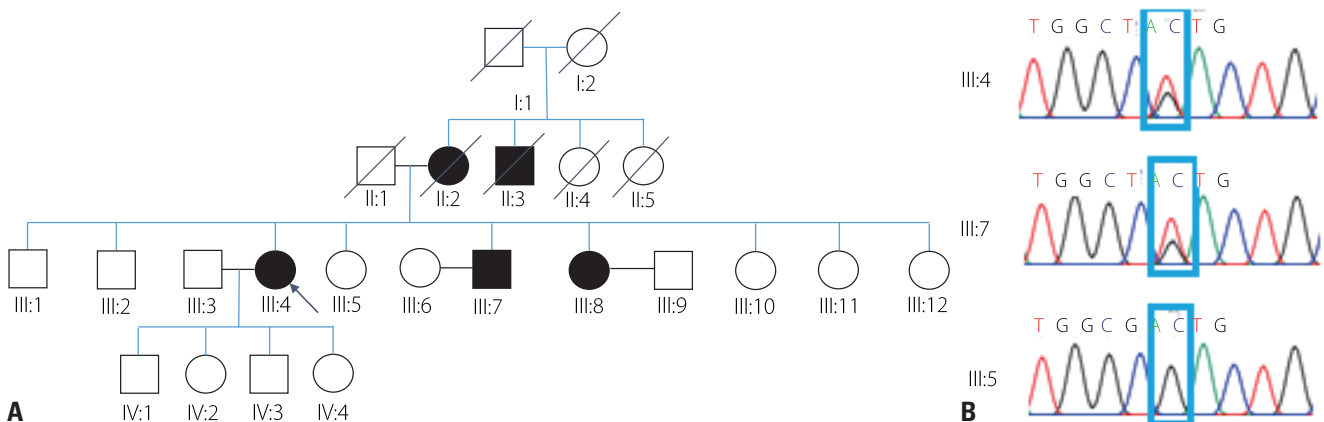 I:1
I:2
II:1
II:2
II:3
II:4
II:5
III:1
III:2
III:3
III:4
III:5
III:6
III:7
III:8
III:9
III:10
III:11
III:12
IV:1
IV:2
IV:3
IV:4
A
T G G C T A C T G
III:4
T G G C T A C T G
III:7
T G G C G A C T G
III:5
B